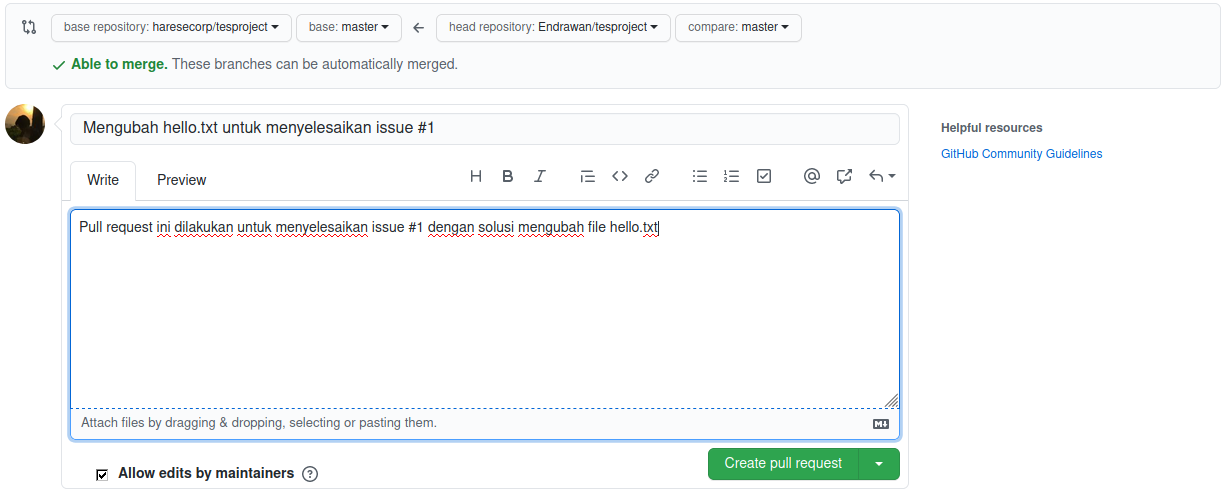 base repository: haresecorp/tesproject base: master head repository: Endrawan/tesproject compare: master
Able to merge. These branches can be automatically merged.
Mengubah hello.txt untuk menyelesaikan issue #1
Helpful resources
GitHub Community Guidelines
Write Preview
Pull request ini dilakukan untuk menyelesaikan issue #1 dengan solusi mengubah file hello.txt
Attach files by dragging & dropping, selecting or pasting them.
Allow edits by maintainers
Create pull request